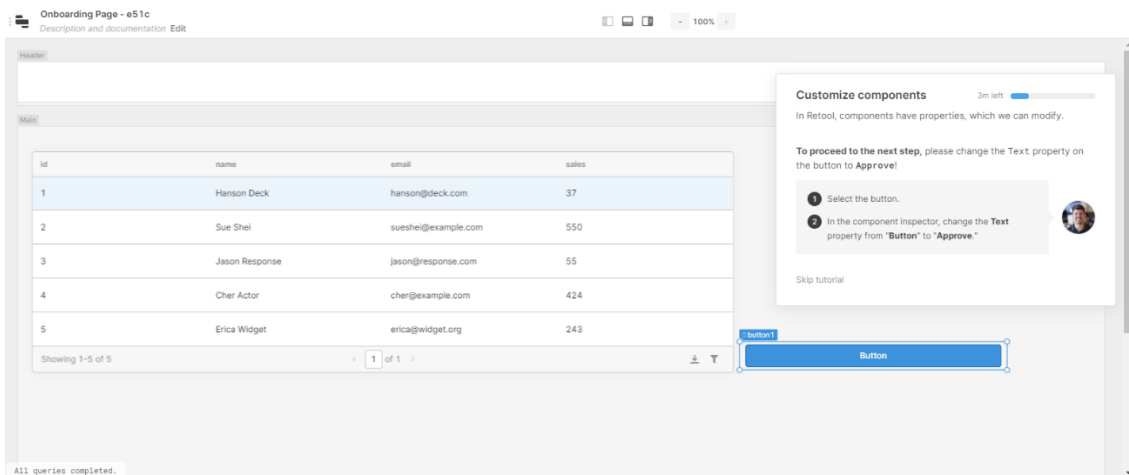 Onboarding Page - e51c
Description and documentation Edit
- 100% +
Header
Customize components 3m left
In Retool, components have properties, which we can modify.
To proceed to the next step, please change the Text property on
the button to Approve!
1 Select the button.
2 In the component inspector, change the Text
property from "Button" to "Approve."
Skip tutorial
Main
id name email sales
1 Hanson Deck hanson@deck.com 37
2 Sue Shei sueshei@example.com 550
3 Jason Response jason@response.com 55
4 Cher Actor cher@example.com 424
5 Erica Widget erica@widget.org 243
Showing 1-5 of 5 < 1 of 1 >
button1
Button
All queries completed.